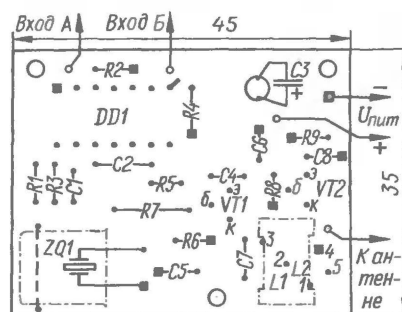 Вход А Вход Б 45
R2
C3
−
Uпит
+
DD1
R4
C6
R9
C8
C2
R1
R3
C1
R5
C4
б
э
VT1
к
R8
б
э
VT2
к
35
R7
R6
ZQ1
C5
C7
3
2
L1
L2
1
4
5
К ан-
тен-
не